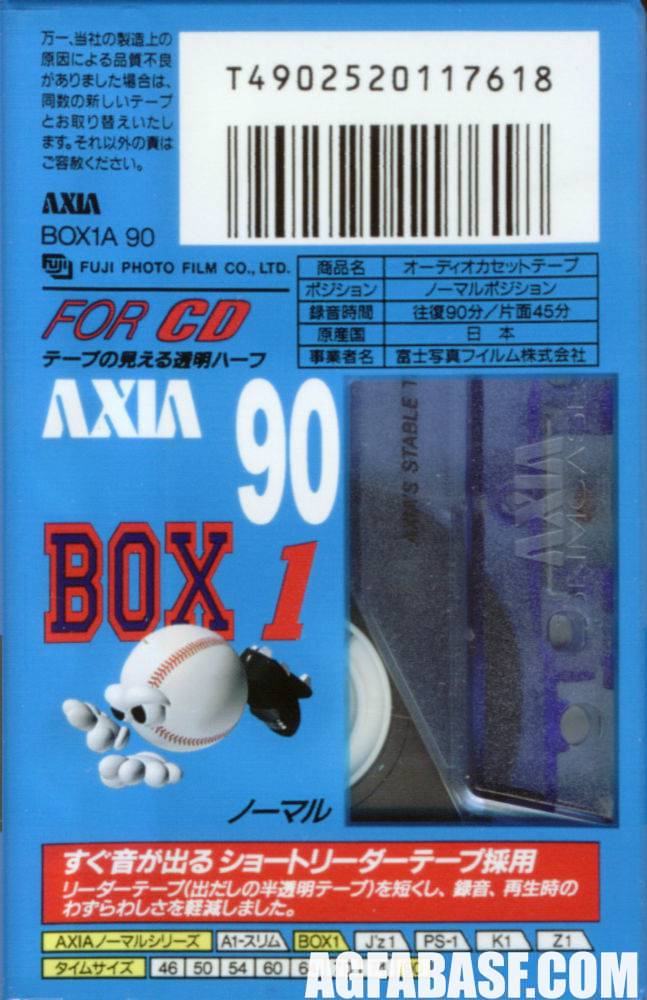 万一、当社の製造上の
原因による品質不良
がありました場合は、
同数の新しいテープ
とお取り替えいたし
ます。それ以外の責は
ご容赦ください。
T4902520117618
AXIA
BOX1A 90
FUJI FUJI PHOTO FILM CO., LTD.
商品名 オーディオカセットテープ
ポジション ノーマルポジション
録音時間 往復90分/片面45分
原産国 日本
事業者名 富士写真フイルム株式会社
FOR CD
テープの見える透明ハーフ
AXIA 90
BOX 1
STABLE
AXIA
ノーマル
すぐ音が出るショートリーダーテープ採用
リーダーテープ(出だしの半透明テープ)を短くし、録音、再生時の
わずらわしさを軽減しました。
AXIAノーマルシリーズ A1-スリム BOX1 J'z1 PS-1 K1 Z1
タイムサイズ 46 50 54 60
AGFABASF.COM